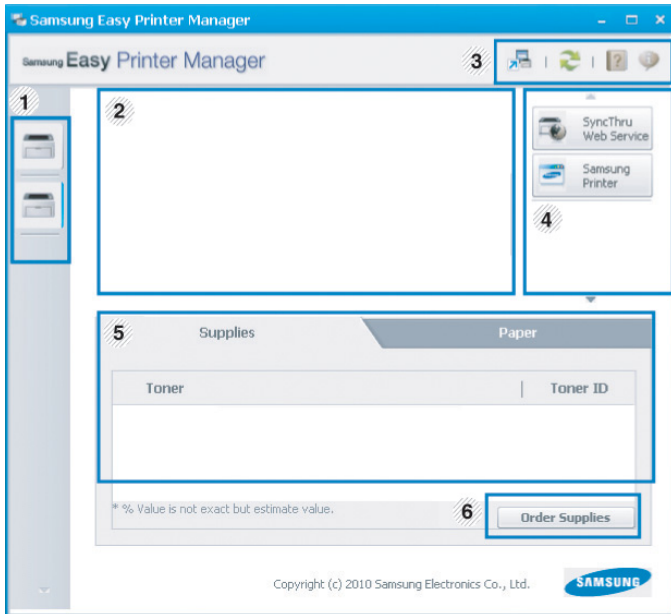 Samsung Easy Printer Manager
Samsung Easy Printer Manager
3
?
1
2
SyncThru
Web Service
Samsung
Printer
4
5
Supplies
Paper
Toner
Toner ID
* % Value is not exact but estimate value.
6
Order Supplies
Copyright (c) 2010 Samsung Electronics Co., Ltd.
SAMSUNG